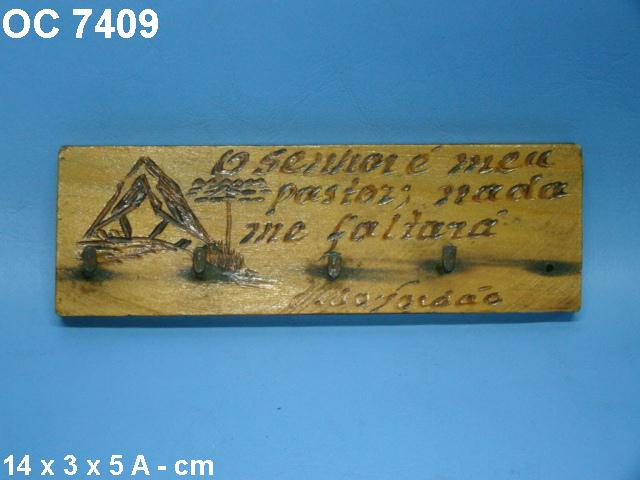 OC 7409
O Senhor é meu
pastor; nada
me faltará
14 x 3 x 5 A - cm